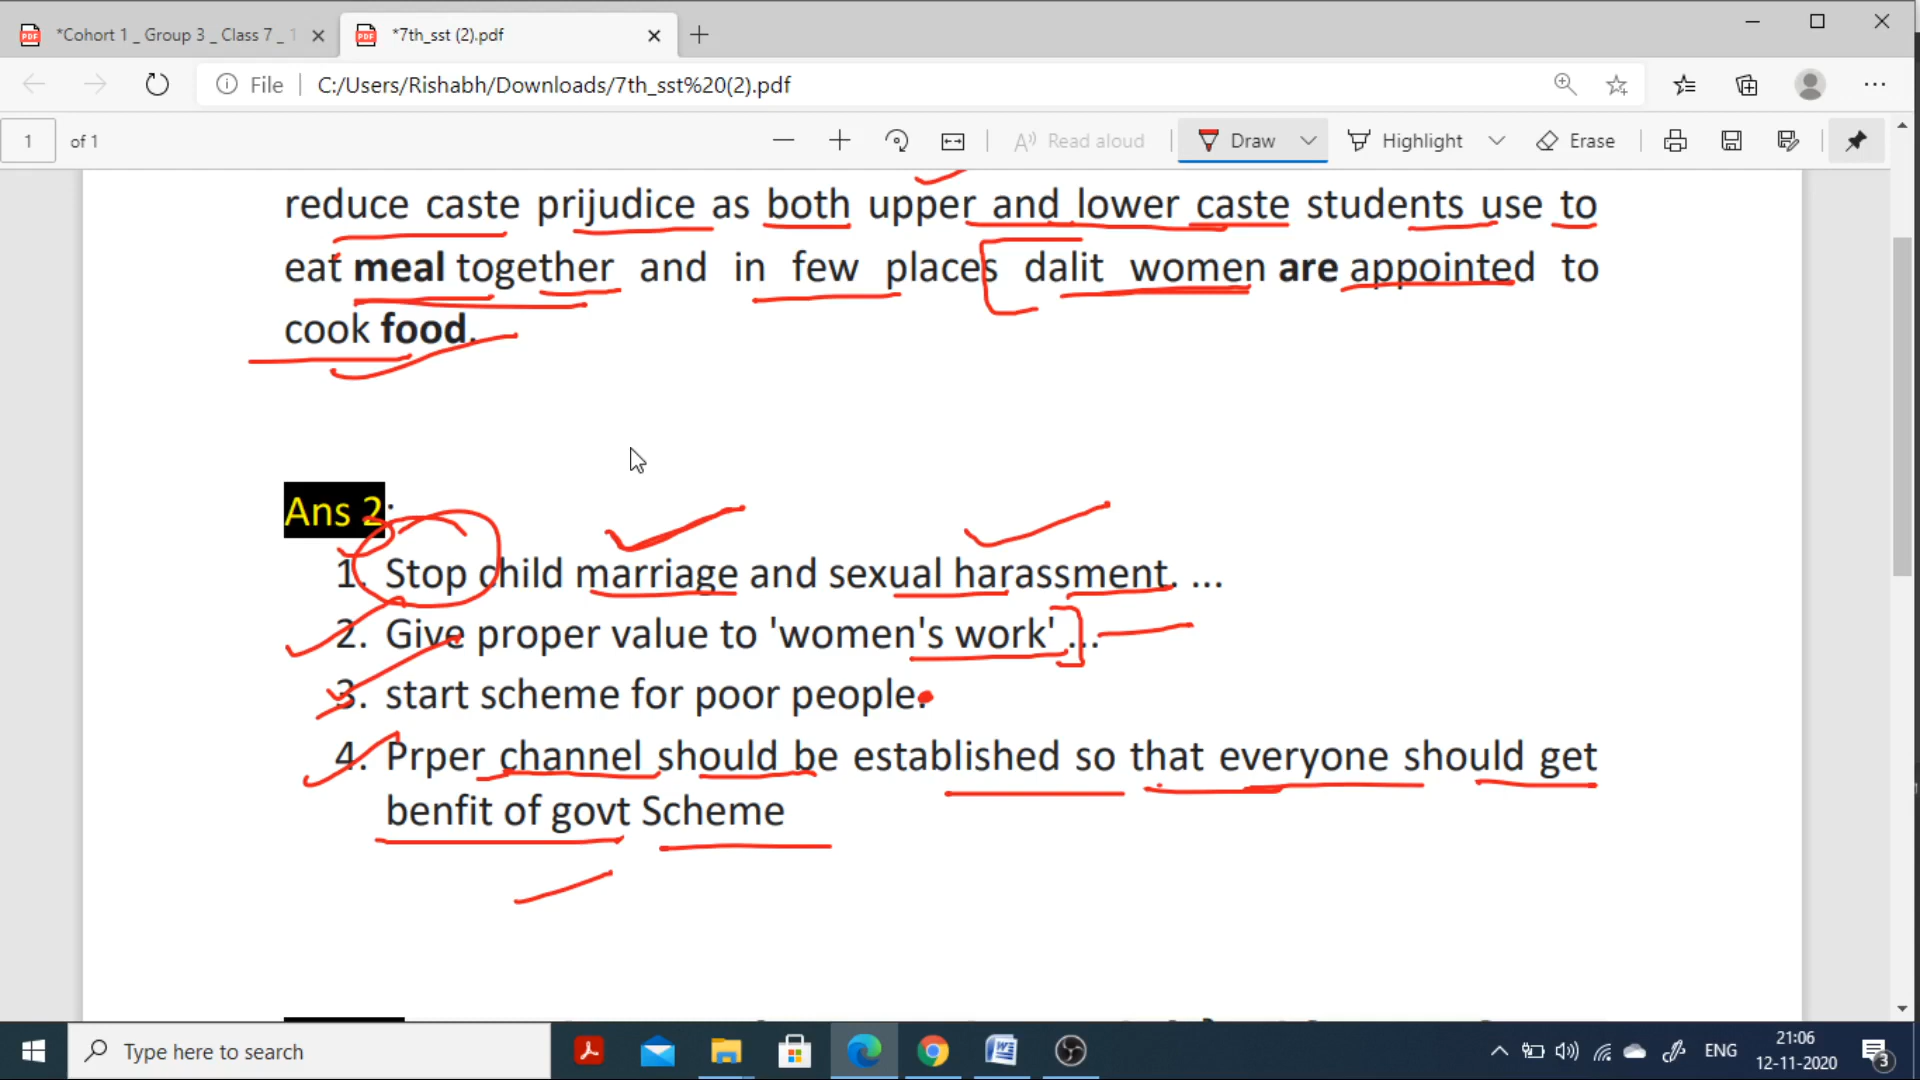 *Cohort 1 _ Group 3 _ Class 7 _ 1
*7th_sst (2).pdf
File
C:/Users/Rishabh/Downloads/7th_sst%20(2).pdf
1 of 1
Read aloud
Draw
Highlight
Erase
reduce caste prijudice as both upper and lower caste students use to
eat meal together and in few places dalit women are appointed to
cook food.
Ans 2:
1. Stop child marriage and sexual harassment. ...
2. Give proper value to 'women's work' ...
3. start scheme for poor people.
4. Prper channel should be established so that everyone should get
benfit of govt Scheme
Type here to search
ENG
21:06
12-11-2020
3